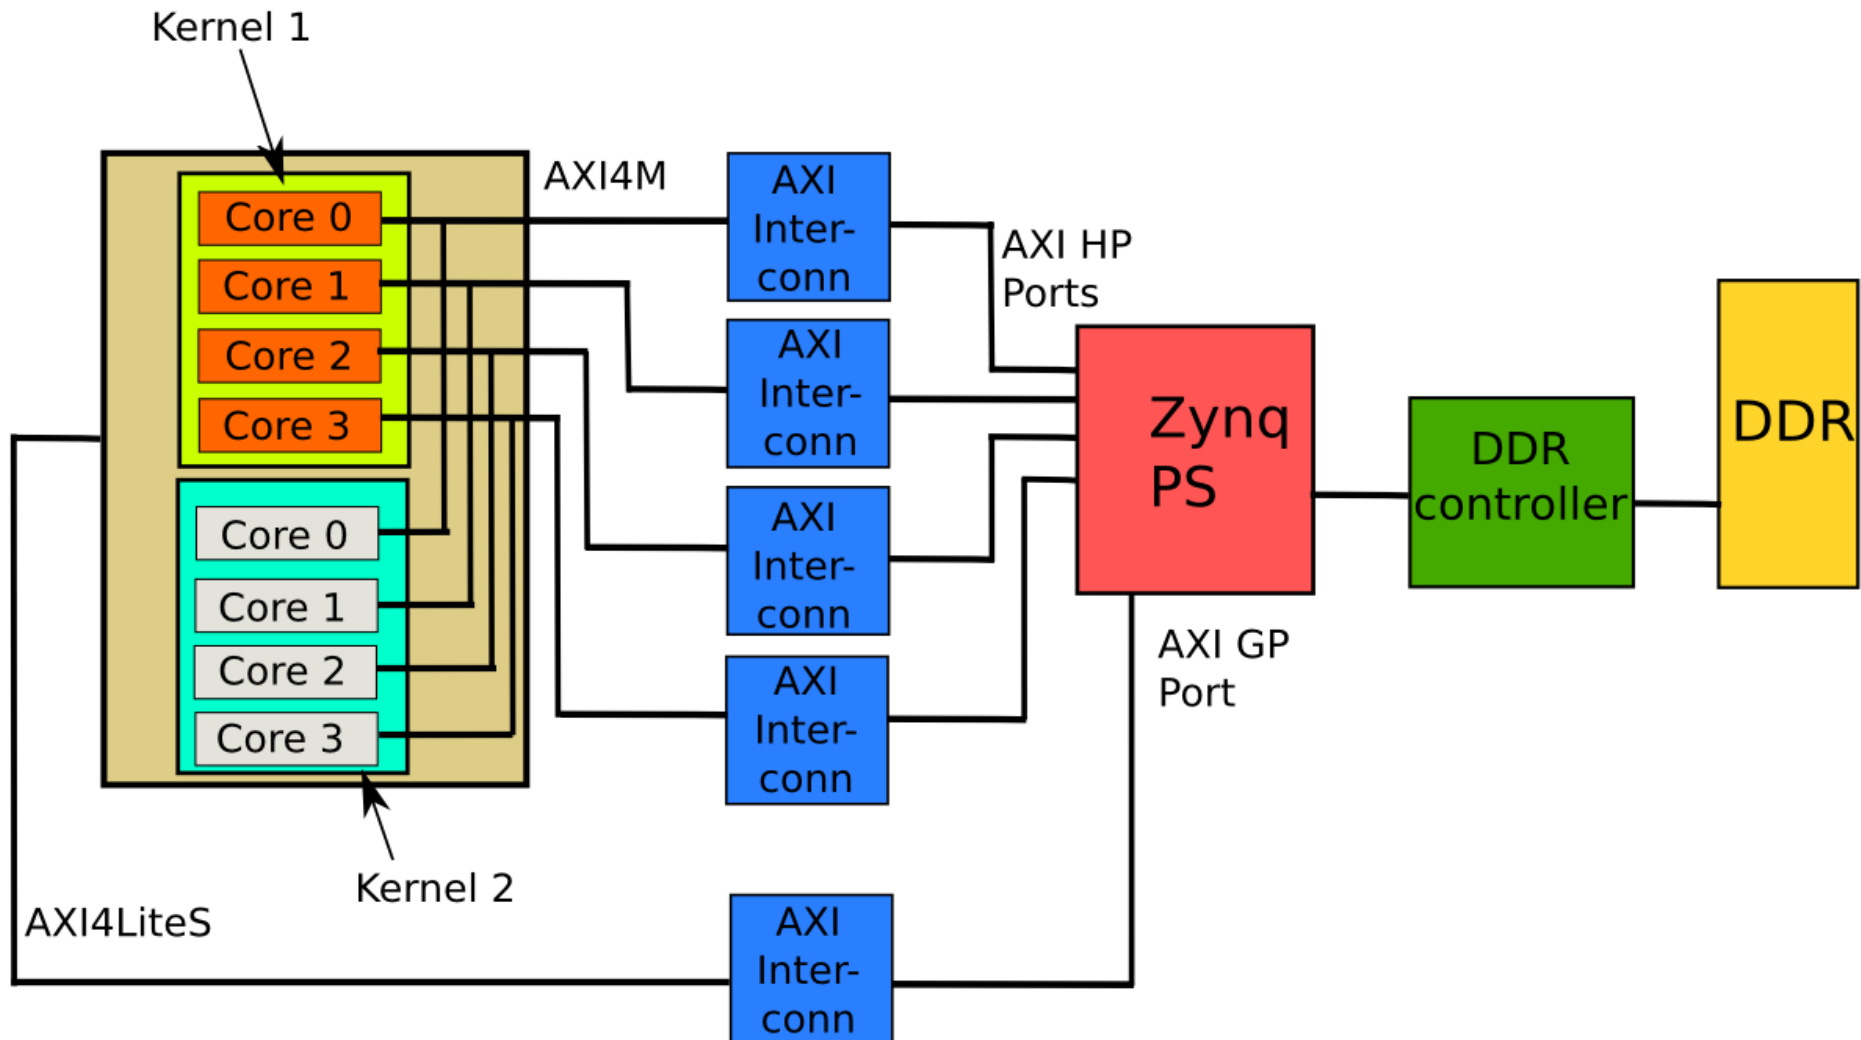 Kernel 1
AXI4M
Core 0
Core 1
Core 2
Core 3
Core 0
Core 1
Core 2
Core 3
Kernel 2
AXI4LiteS
AXI
Inter-
conn
AXI
Inter-
conn
AXI
Inter-
conn
AXI
Inter-
conn
AXI
Inter-
conn
AXI HP
Ports
Zynq
PS
AXI GP
Port
DDR
controller
DDR